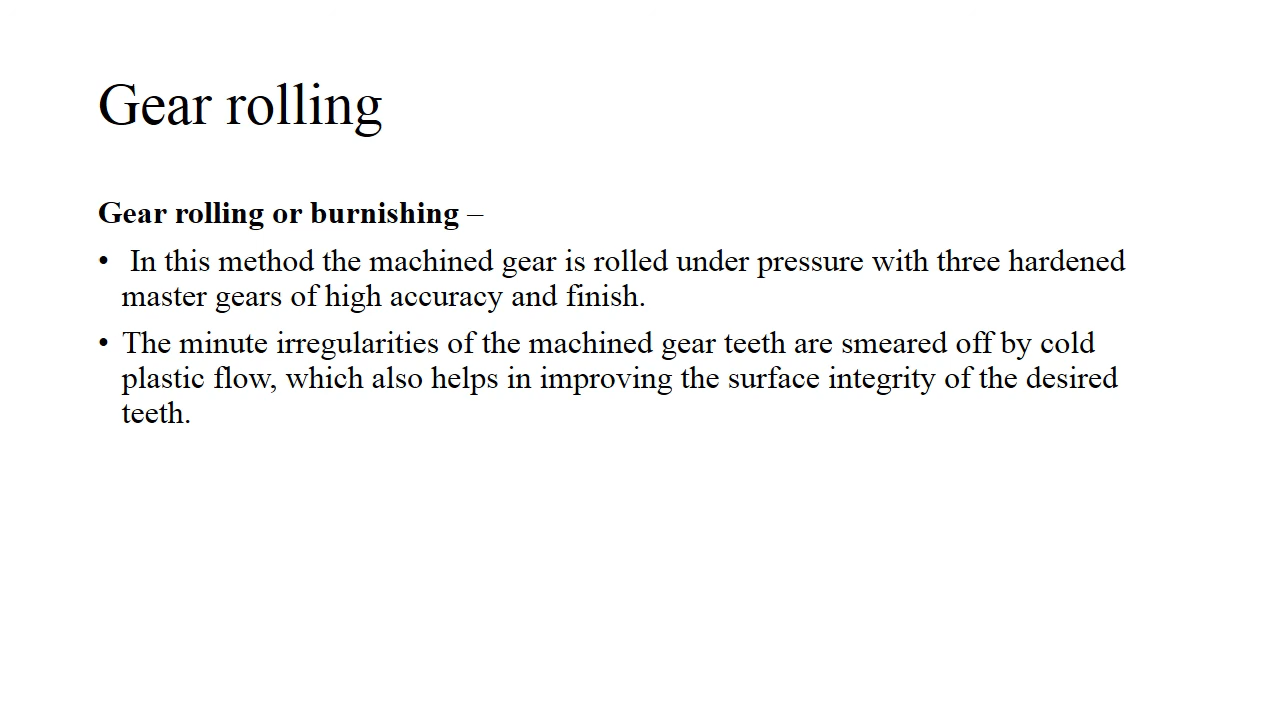 Gear rolling
Gear rolling or burnishing –
• In this method the machined gear is rolled under pressure with three hardened
master gears of high accuracy and finish.
• The minute irregularities of the machined gear teeth are smeared off by cold
plastic flow, which also helps in improving the surface integrity of the desired
teeth.